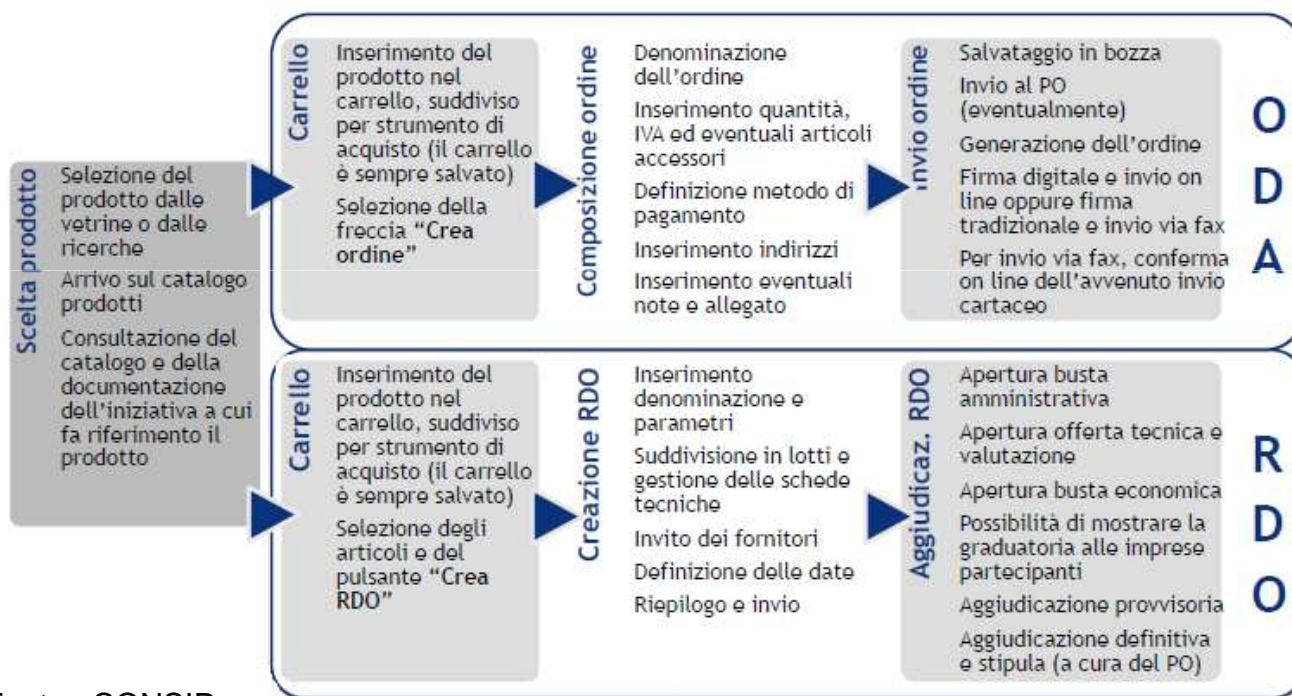 Scelta prodotto
Selezione del
prodotto dalle
vetrine o dalle
ricerche
Arrivo sul catalogo
prodotti
Consultazione del
catalogo e della
documentazione
dell'iniziativa a cui
fa riferimento il
prodotto
Carrello
Inserimento del
prodotto nel
carrello, suddiviso
per strumento di
acquisto (il carrello
è sempre salvato)
Selezione della
freccia "Crea
ordine"
Composizione ordine
Denominazione
dell'ordine
Inserimento quantità,
IVA ed eventuali articoli
accessori
Definizione metodo di
pagamento
Inserimento indirizzi
Inserimento eventuali
note e allegato
Invio ordine
Salvataggio in bozza
Invio al PO
(eventualmente)
Generazione dell'ordine
Firma digitale e invio on
line oppure firma
tradizionale e invio via fax
Per invio via fax, conferma
on line dell'avvenuto invio
cartaceo
O
D
A
Carrello
Inserimento del
prodotto nel
carrello, suddiviso
per strumento di
acquisto (il carrello
è sempre salvato)
Selezione degli
articoli e del
pulsante "Crea
RDO"
Creazione RDO
Inserimento
denominazione e
parametri
Suddivisione in lotti e
gestione delle schede
tecniche
Invito dei fornitori
Definizione delle date
Riepilogo e invio
Aggiudicaz. RDO
Apertura busta
amministrativa
Apertura offerta tecnica e
valutazione
Apertura busta economica
Possibilità di mostrare la
graduatoria alle imprese
partecipanti
Aggiudicazione provvisoria
Aggiudicazione definitiva
e stipula (a cura del PO)
R
D
O